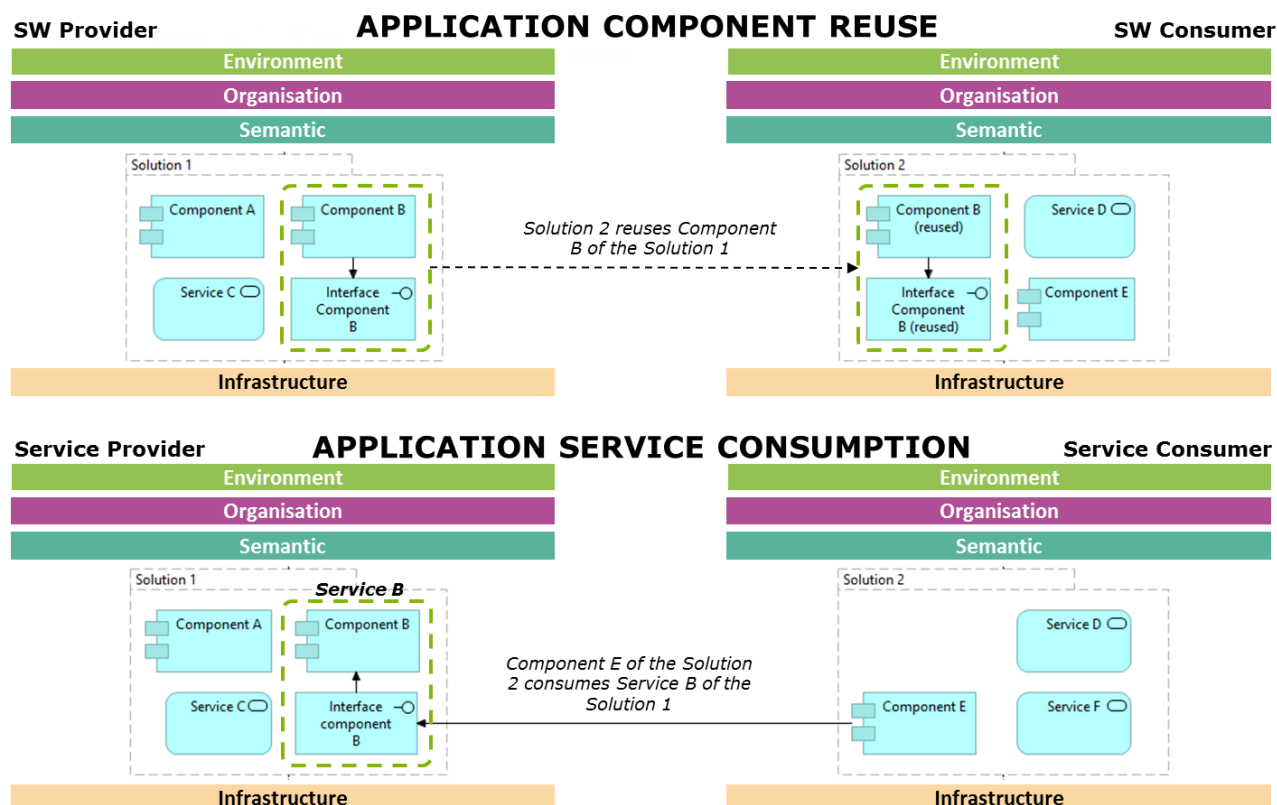 SW Provider
APPLICATION COMPONENT REUSE
SW Consumer
Environment
Environment
Organisation
Organisation
Semantic
Semantic
Solution 1
Component A
Component B
Service C
Interface
Component
B
Solution 2 reuses Component
B of the Solution 1
Solution 2
Component B
(reused)
Service D
Interface
Component
B (reused)
Component E
Infrastructure
Infrastructure
Service Provider
APPLICATION SERVICE CONSUMPTION
Service Consumer
Environment
Environment
Organisation
Organisation
Semantic
Semantic
Solution 1
Service B
Component A
Component B
Service C
Interface
component
B
Component E of the Solution
2 consumes Service B of the
Solution 1
Solution 2
Service D
Component E
Service F
Infrastructure
Infrastructure